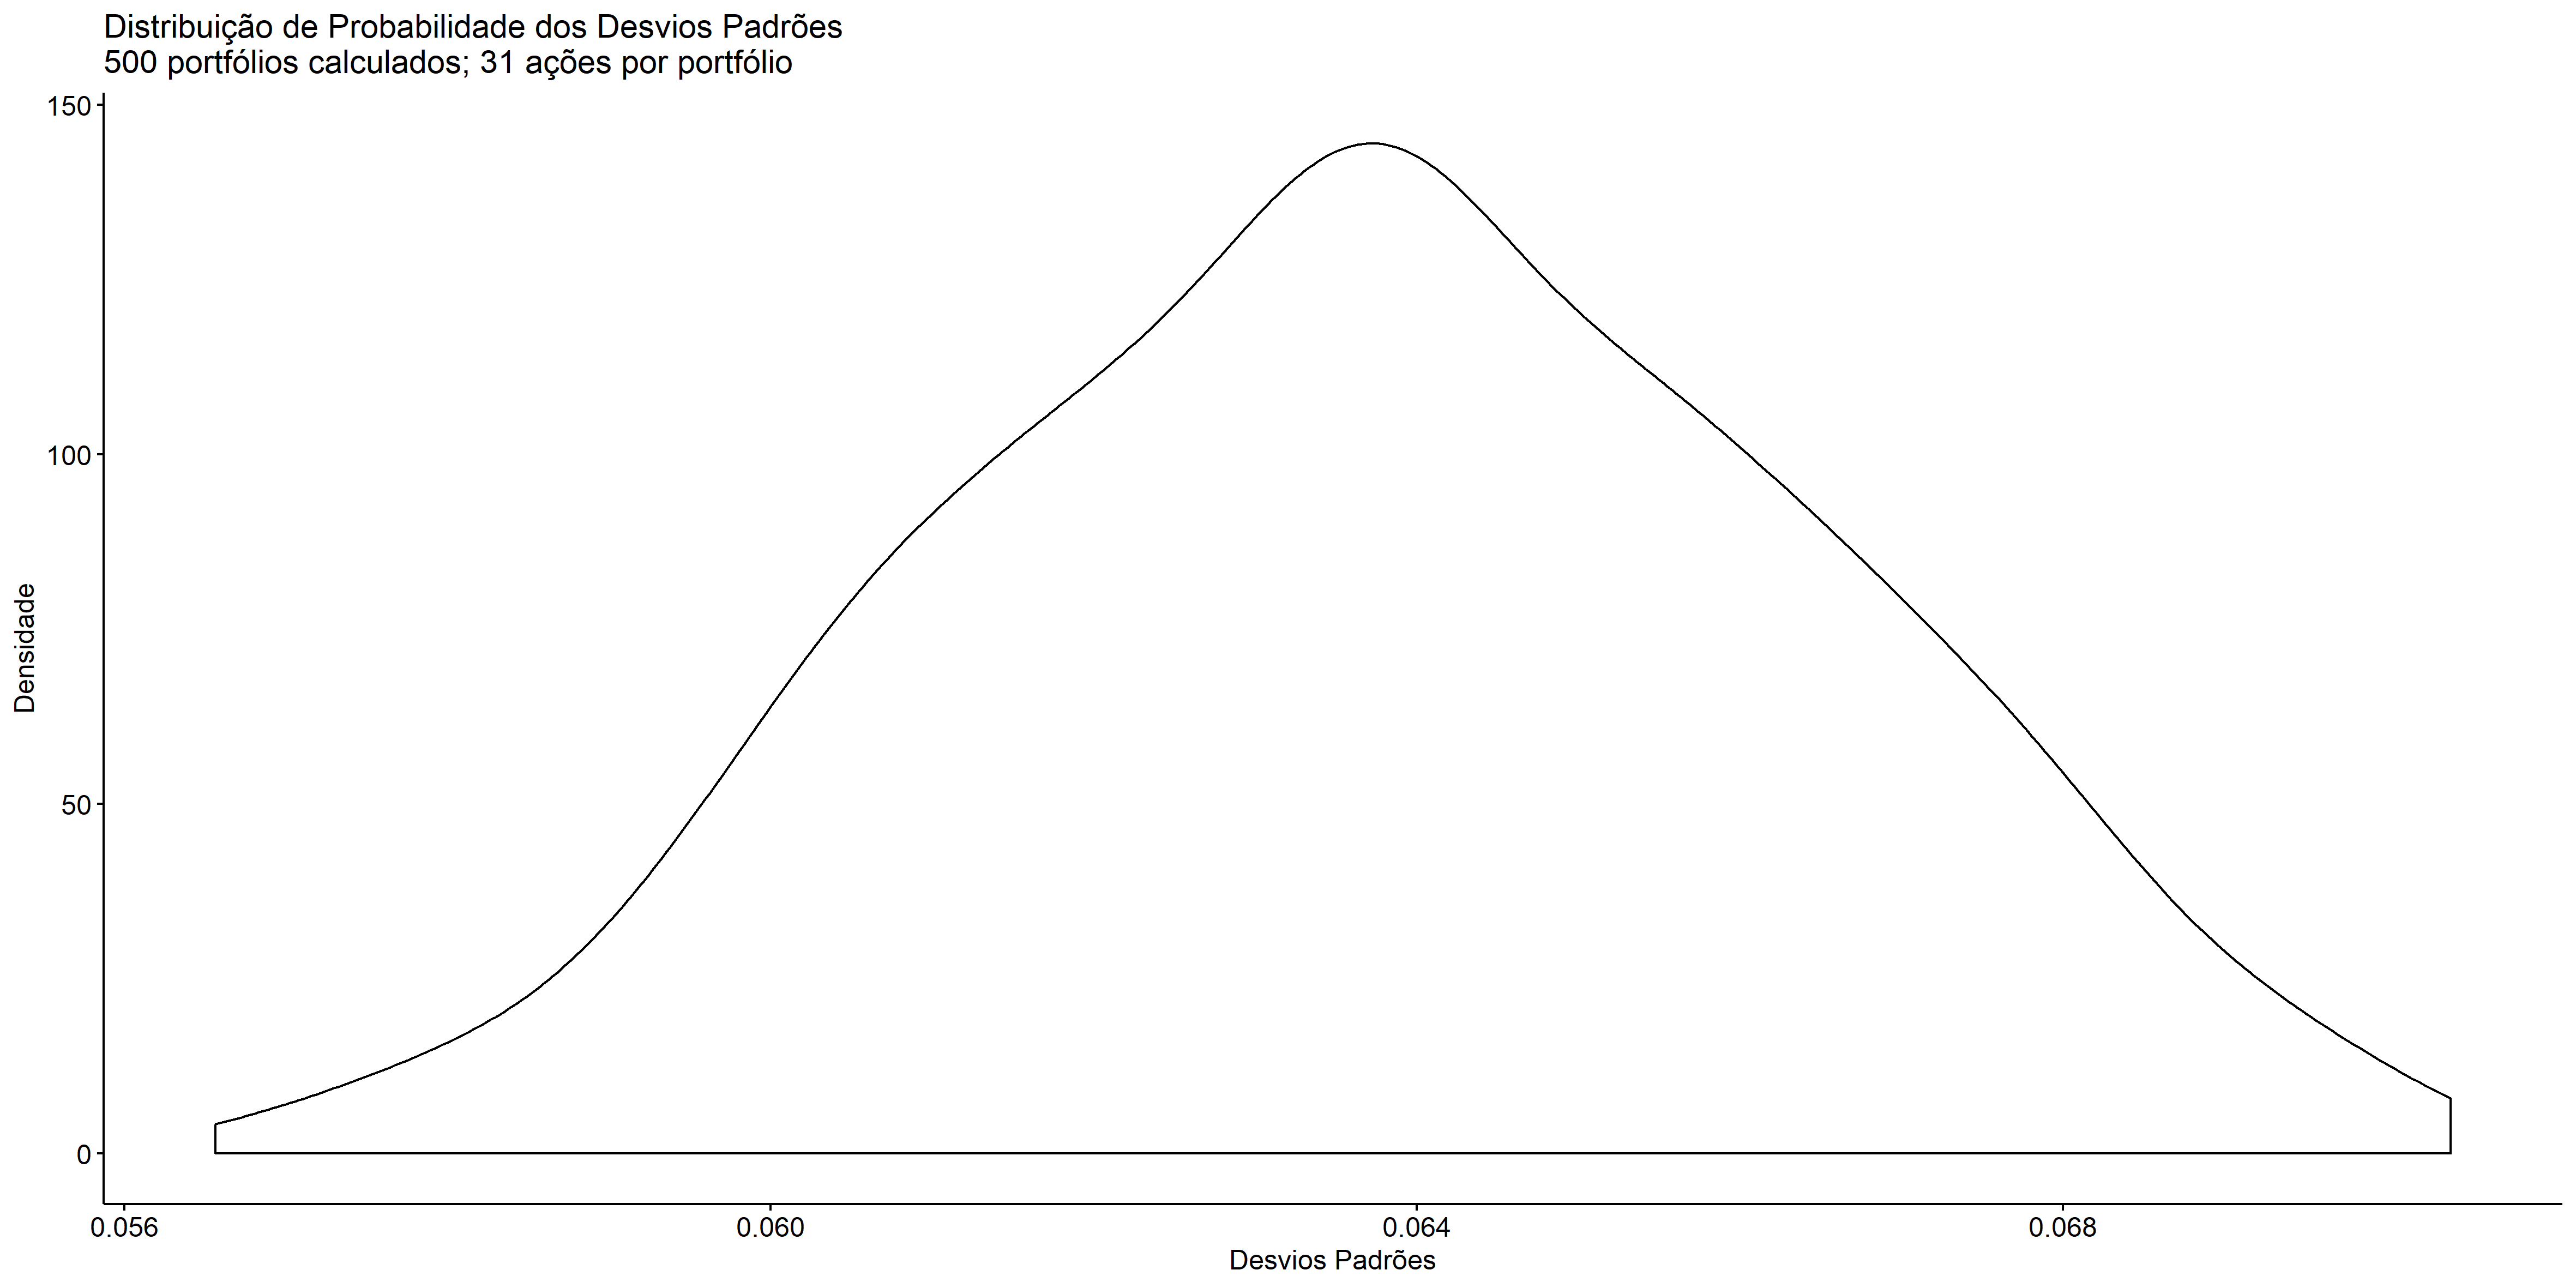 Distribuição de Probabilidade dos Desvios Padrões
500 portfólios calculados; 31 ações por portfólio
150
100
50
0
Densidade
0.056
0.060
0.064
0.068
Desvios Padrões